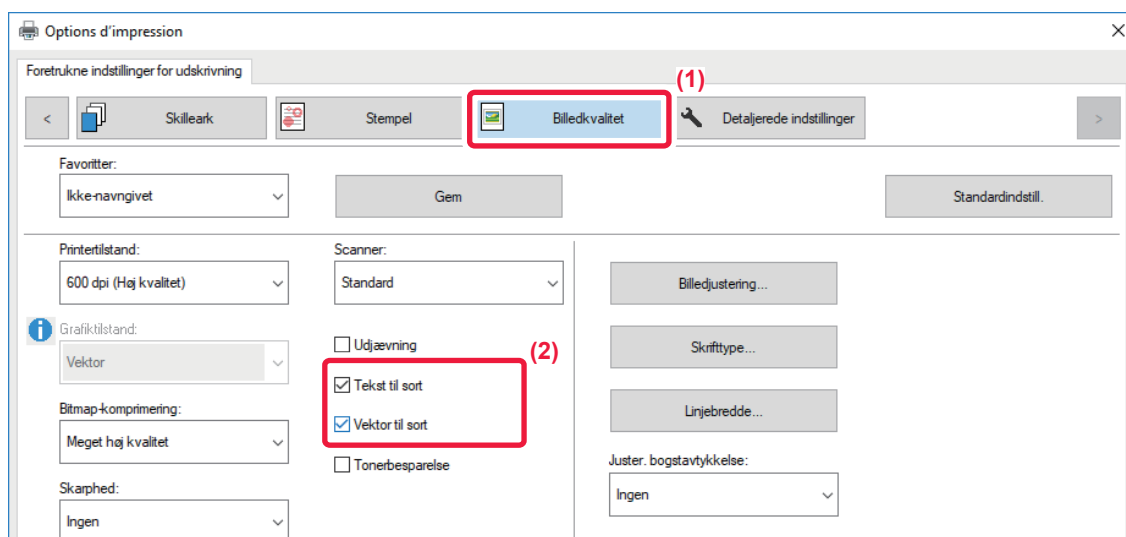 Options d'impression
Foretrukne indstillinger for udskrivning
(1)
< Skilleark Stempel Billedkvalitet Detaljerede indstillinger >
Favoritter:
Ikke-navngivet Gem Standardindstill.
Printertilstand: Scanner:
600 dpi (Høj kvalitet) Standard Billedjustering...
Grafiktilstand:
Vektor Udjævning (2) Skrifttype...
Tekst til sort
Bitmap-komprimering: Vektor til sort Linjebredde...
Meget høj kvalitet
Tonerbesparelse Juster. bogstavtykkelse:
Skarphed:
Ingen Ingen